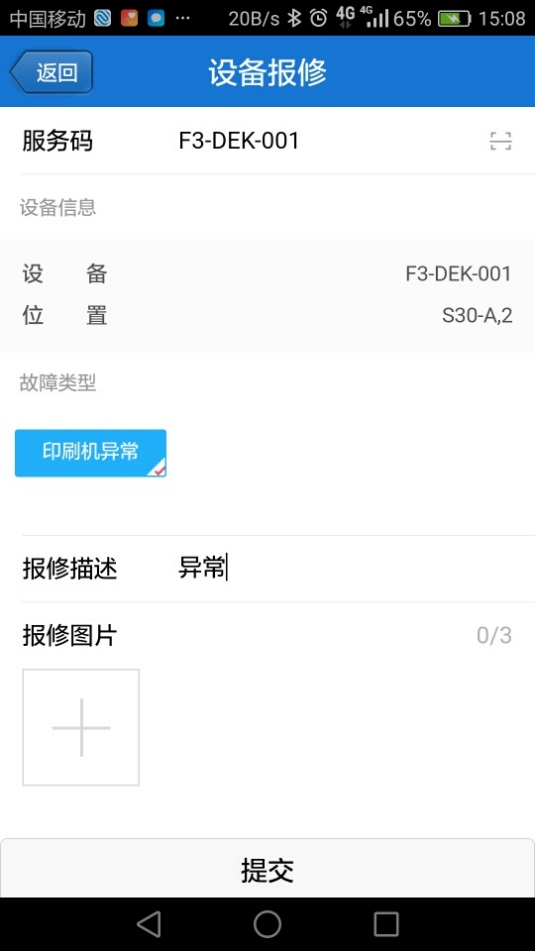 中国移动 ··· 20B/s 4G 4G 65% 15:08
返回 设备报修
服务码 F3-DEK-001
设备信息
设 备 F3-DEK-001
位 置 S30-A,2
故障类型
印刷机异常
报修描述 异常
报修图片 0/3
提交